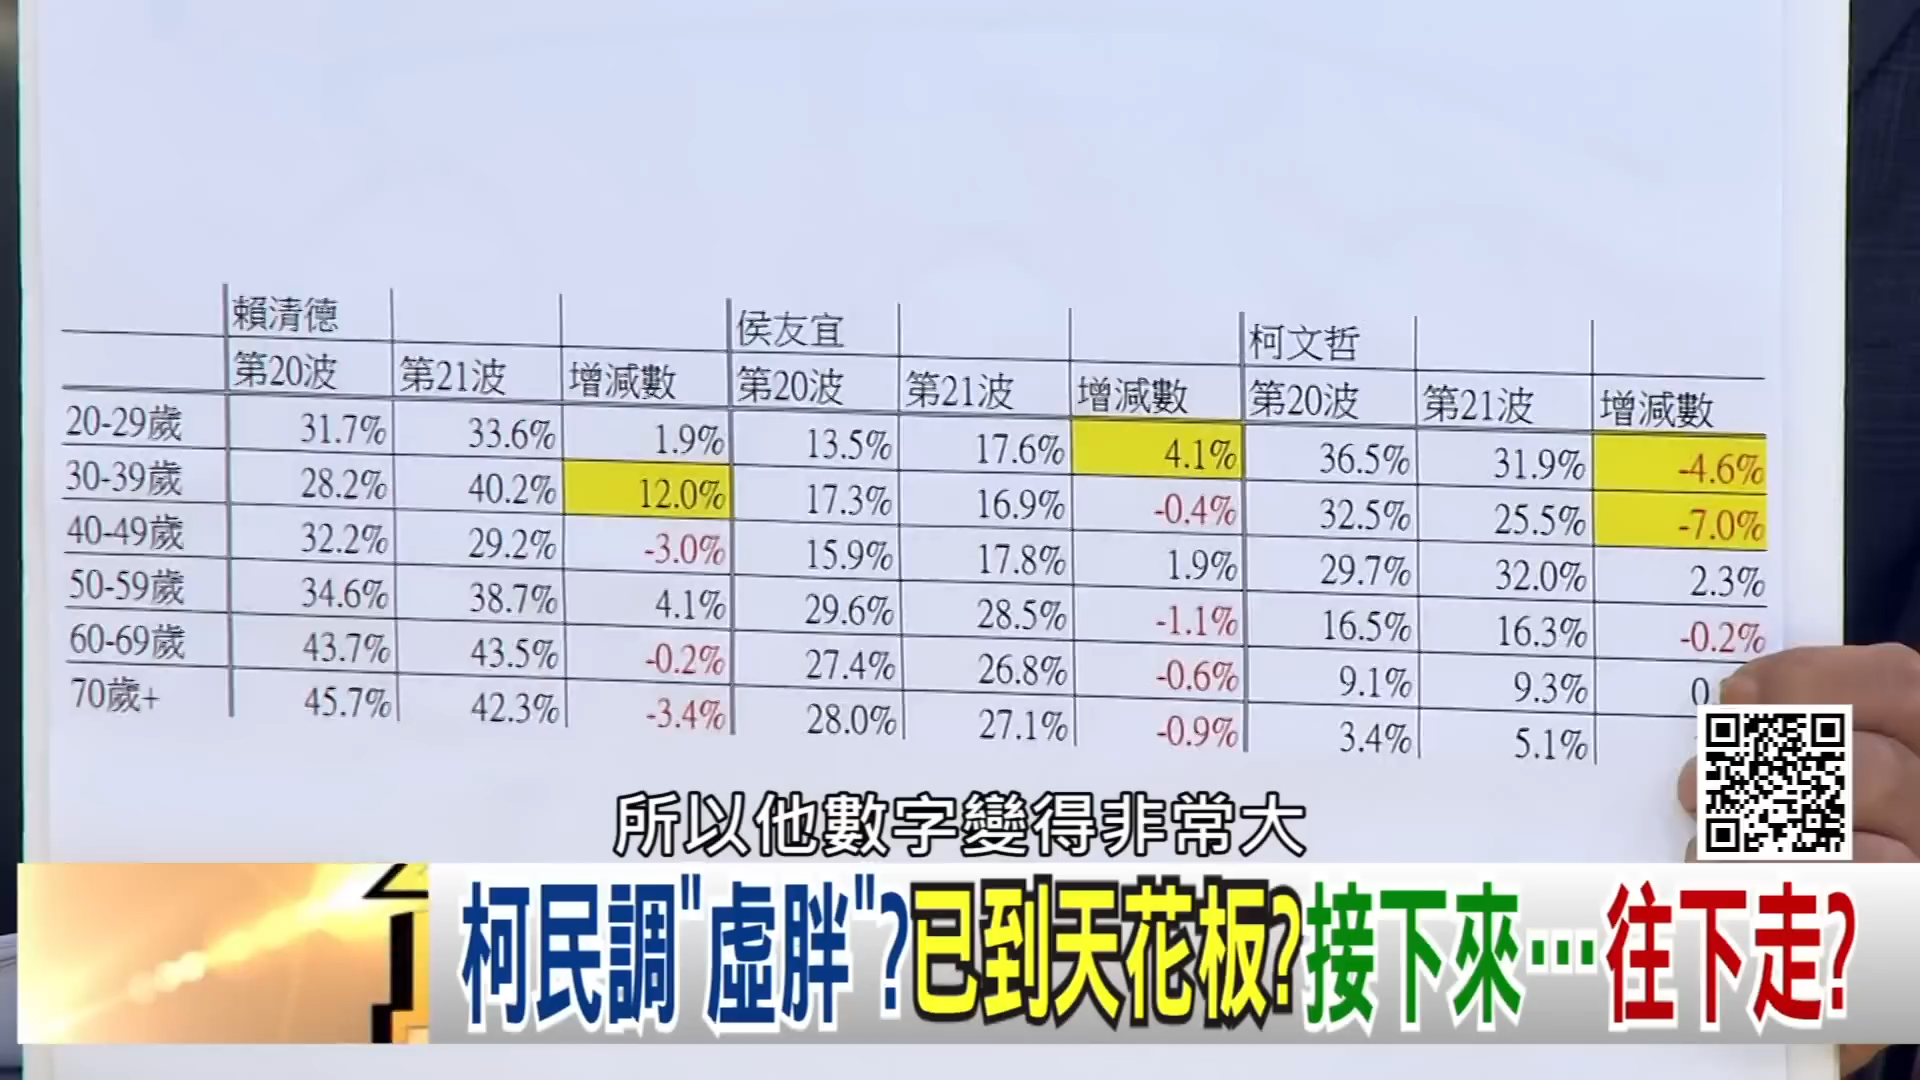 賴清德 侯友宜 柯文哲
第20波 第21波 增減數 第20波 第21波 增減數 第20波 第21波 增減數
20-29歲 31.7% 33.6% 1.9% 13.5% 17.6% 4.1% 36.5% 31.9% -4.6%
30-39歲 28.2% 40.2% 12.0% 17.3% 16.9% -0.4% 32.5% 25.5% -7.0%
40-49歲 32.2% 29.2% -3.0% 15.9% 17.8% 1.9% 29.7% 32.0% 2.3%
50-59歲 34.6% 38.7% 4.1% 29.6% 28.5% -1.1% 16.5% 16.3% -0.2%
60-69歲 43.7% 43.5% -0.2% 27.4% 26.8% -0.6% 9.1% 9.3%
70歲+ 45.7% 42.3% -3.4% 28.0% 27.1% -0.9% 3.4% 5.1%
所以他數字變得非常大
柯民調"虛胖"?已到天花板?接下來…往下走?